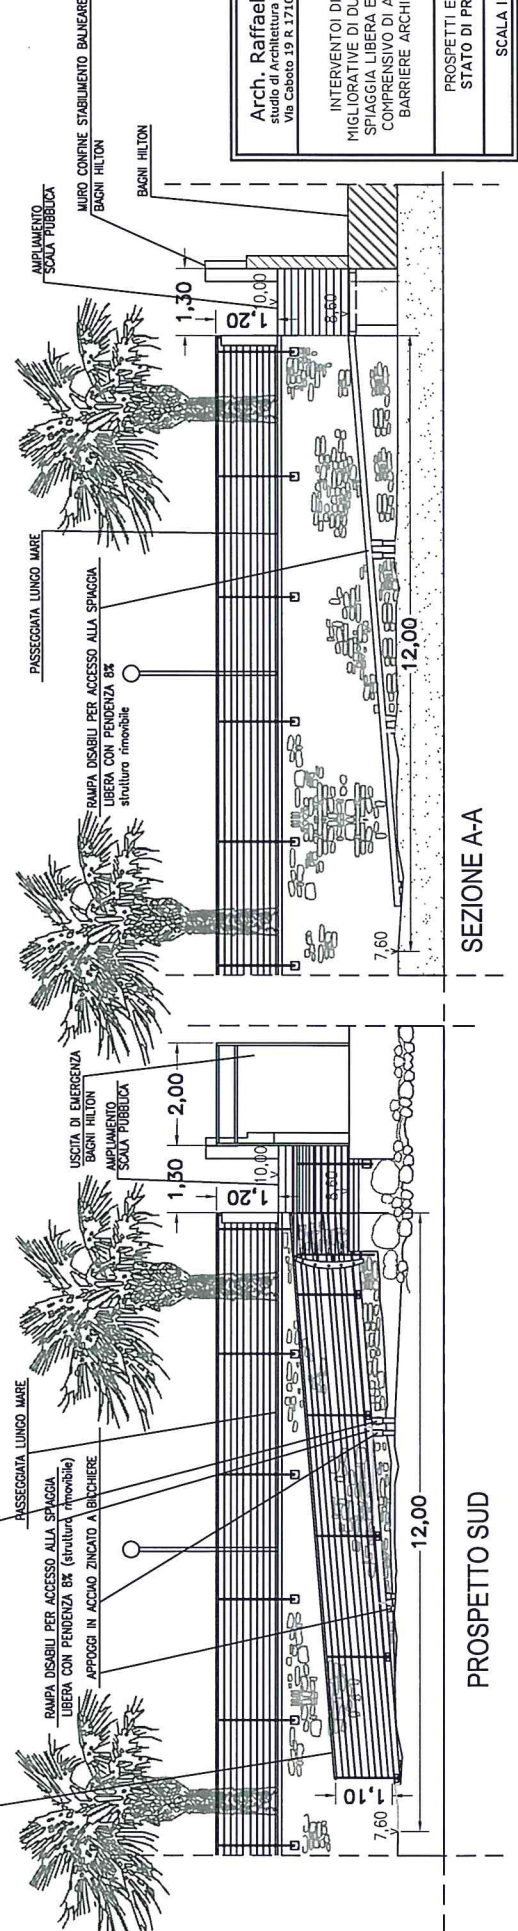 PASSEGGIATA LUNGO MARE
RAMPA DISABILI PER ACCESSO ALLA SPIAGGIA
LIBERA CON PENDENZA 8% (struttura rimovibile)
APPOGGI IN ACCIAO ZINCATO A BICCHIERE
USCITA DI EMERGENZA
BAGNI HILTON
AMPLIAMENTO
SCALA PUBBLICA
1,30
2,00
1,20
10,00
8,60
1,10
7,60
12,00
PROSPETTO SUD
PASSEGGIATA LUNGO MARE
RAMPA DISABILI PER ACCESSO ALLA SPIAGGIA
LIBERA CON PENDENZA 8%
struttura rimovibile
AMPLIAMENTO
SCALA PUBBLICA
MURO CONFINE STABILIMENTO BALNEARE
BAGNI HILTON
BAGNI HILTON
1,30
1,20
10,00
8,60
7,60
12,00
SEZIONE A-A
Arch. Raffael
studio di Architettura
Via Caboto 19 R 1710
INTERVENTOI DI
MIGLIORATIVE DI DU
SPIAGGIA LIBERA E
COMPRENSIVO DI A
BARRIERE ARCHI
PROSPETTI E
STATO DI PR
SCALA 1